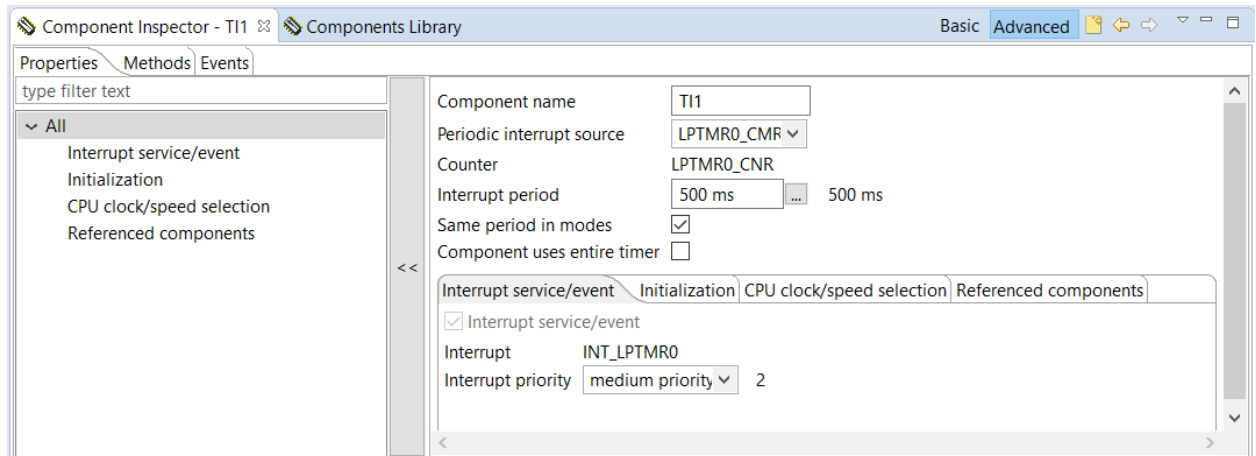 Component Inspector - TI1 Components Library Basic Advanced
Properties Methods Events
type filter text
All
Interrupt service/event
Initialization
CPU clock/speed selection
Referenced components
<<
Component name TI1
Periodic interrupt source LPTMR0_CMR
Counter LPTMR0_CNR
Interrupt period 500 ms ... 500 ms
Same period in modes
Component uses entire timer
Interrupt service/event Initialization CPU clock/speed selection Referenced components
Interrupt service/event
Interrupt INT_LPTMR0
Interrupt priority medium priority 2